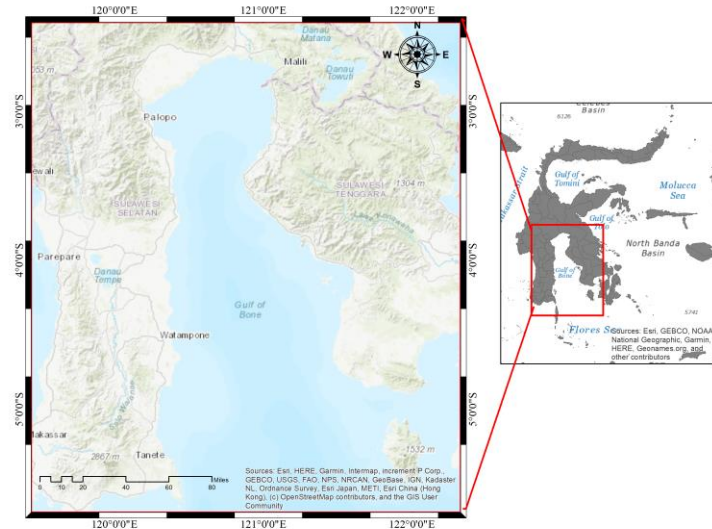 120°0'0"E 121°0'0"E 122°0'0"E
Danau
Matana
N
W E
S
Malili
Danau
Towuti
3°0'0"S
3°0'0"S
Palopo
SULAWESI
TENGGARA
1304 m
SULAWESI
SELATAN
4°0'0"S
4°0'0"S
Parepare
Danau
Tempe
Gulf of
Bone
Watampone
5°0'0"S
5°0'0"S
Makassar
2867 m
Tanete
1532 m
0 10 20 40 60 80
Miles
Sources: Esri, HERE, Garmin, Intermap, increment P Corp.,
GEBCO, USGS, FAO, NPS, NRCAN, GeoBase, IGN, Kadaster
NL, Ordnance Survey, Esri Japan, METI, Esri China (Hong
Kong), (c) OpenStreetMap contributors, and the GIS User
Community
120°0'0"E 121°0'0"E 122°0'0"E
Basin
6126
Gulf of
Tomini
Molucca
Sea
Gulf of
North Banda
Basin
Gulf of
Bone
5741
Flores
Sources: Esri, GEBCO, NOAA,
National Geographic, Garmin,
HERE, Geonames.org, and
other contributors